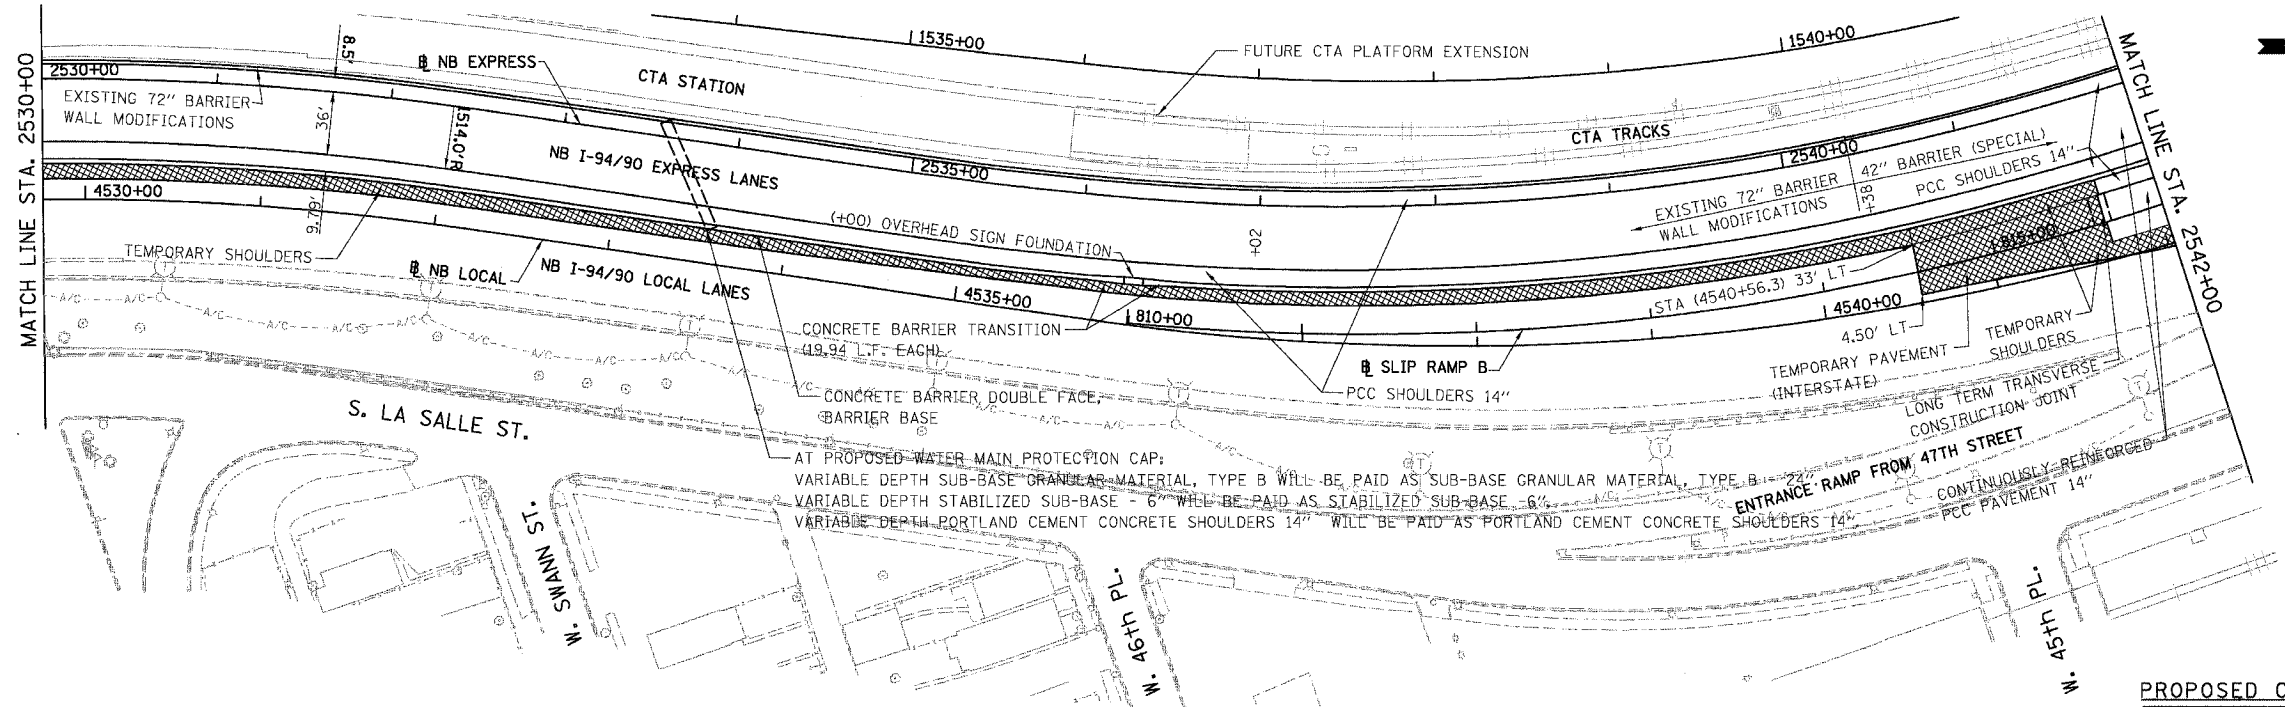 MATCH LINE STA. 2530+00
2530+00
8.5'
℄ NB EXPRESS
CTA STATION
1535+00
FUTURE CTA PLATFORM EXTENSION
1540+00
MATCH LINE STA. 2542+00
EXISTING 72" BARRIER
WALL MODIFICATIONS
36'
1514.0'R
NB I-94/90 EXPRESS LANES
2535+00
CTA TRACKS
2540+00
42" BARRIER (SPECIAL)
PCC SHOULDERS 14"
EXISTING 72" BARRIER
WALL MODIFICATIONS
+38
4530+00
9.79'
TEMPORARY SHOULDERS
℄ NB LOCAL
NB I-94/90 LOCAL LANES
(+00) OVERHEAD SIGN FOUNDATION
+02
815+00
STA (4540+56.3) 33' LT
4535+00
810+00
4540+00
4.50' LT
CONCRETE BARRIER TRANSITION
(19.94 L.F. EACH)
℄ SLIP RAMP B
PCC SHOULDERS 14"
TEMPORARY
SHOULDERS
TEMPORARY PAVEMENT
(INTERSTATE)
CONCRETE BARRIER, DOUBLE FACE,
BARRIER BASE
LONG TERM TRANSVERSE
CONSTRUCTION JOINT
S. LA SALLE ST.
AT PROPOSED WATER MAIN PROTECTION CAP:
VARIABLE DEPTH SUB-BASE GRANULAR MATERIAL, TYPE B WILL BE PAID AS SUB-BASE GRANULAR MATERIAL, TYPE B - 24".
VARIABLE DEPTH STABILIZED SUB-BASE - 6" WILL BE PAID AS STABILIZED SUB-BASE -6".
VARIABLE DEPTH PORTLAND CEMENT CONCRETE SHOULDERS 14" WILL BE PAID AS PORTLAND CEMENT CONCRETE SHOULDERS 14".
ENTRANCE RAMP FROM 47TH STREET
CONTINUOUSLY REINFORCED
PCC PAVEMENT 14"
W. SWANN ST.
W. 46th PL.
W. 45th PL.
PROPOSED